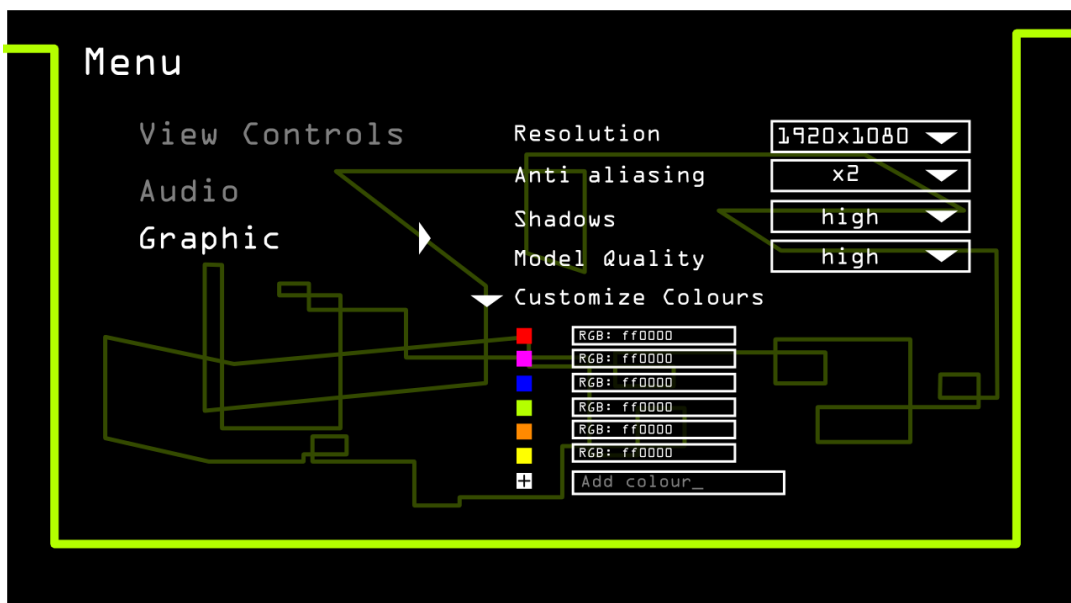 Menu
View Controls
Audio
Graphic
Resolution 1920x1080
Anti aliasing x2
Shadows high
Model Quality high
Customize Colours
RGB: ff0000
RGB: ff0000
RGB: ff0000
RGB: ff0000
RGB: ff0000
RGB: ff0000
Add colour_